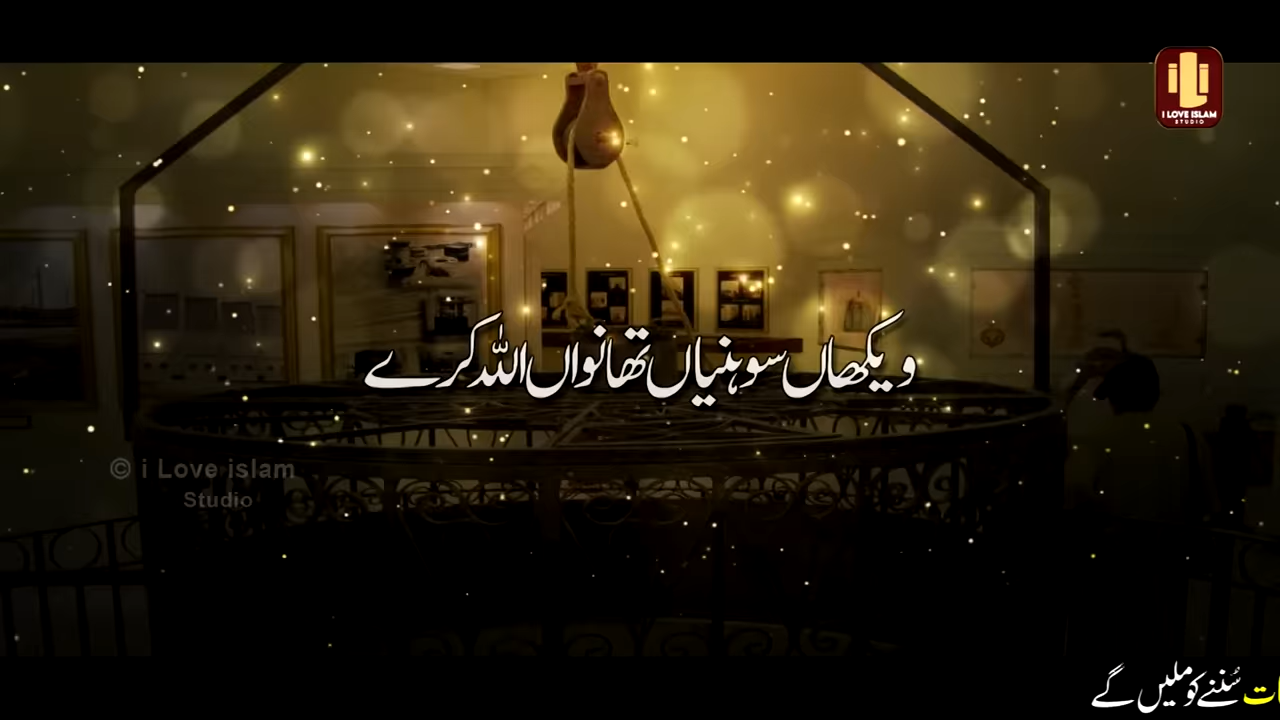 I LOVE ISLAM
STUDIO
ویکھاں سوہنیاں تھانواں اللہ کرے
© i Love islam
Studio
سُننے کو ملیں گے